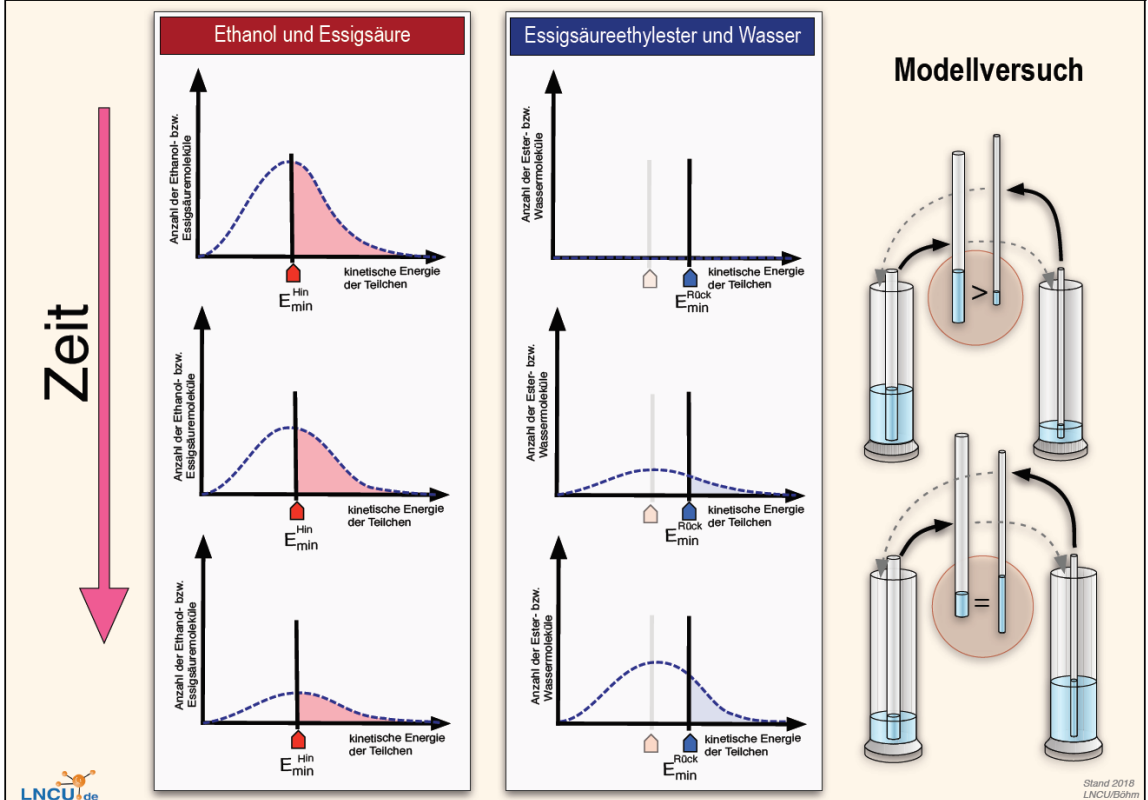 Zeit
Ethanol und Essigsäure
Anzahl der Ethanol- bzw.
Essigsäuremoleküle
kinetische Energie
der Teilchen
E Hin min
Anzahl der Ethanol- bzw.
Essigsäuremoleküle
kinetische Energie
der Teilchen
E Hin min
Anzahl der Ethanol- bzw.
Essigsäuremoleküle
kinetische Energie
der Teilchen
E Hin min
Essigsäureethylester und Wasser
Anzahl der Ester- bzw.
Wassermoleküle
kinetische Energie
der Teilchen
E Rück min
Anzahl der Ester- bzw.
Wassermoleküle
kinetische Energie
der Teilchen
E Rück min
Anzahl der Ester- bzw.
Wassermoleküle
kinetische Energie
der Teilchen
E Rück min
Modellversuch
>
=
LNCU.de
Stand 2018
LNCU/Böhm